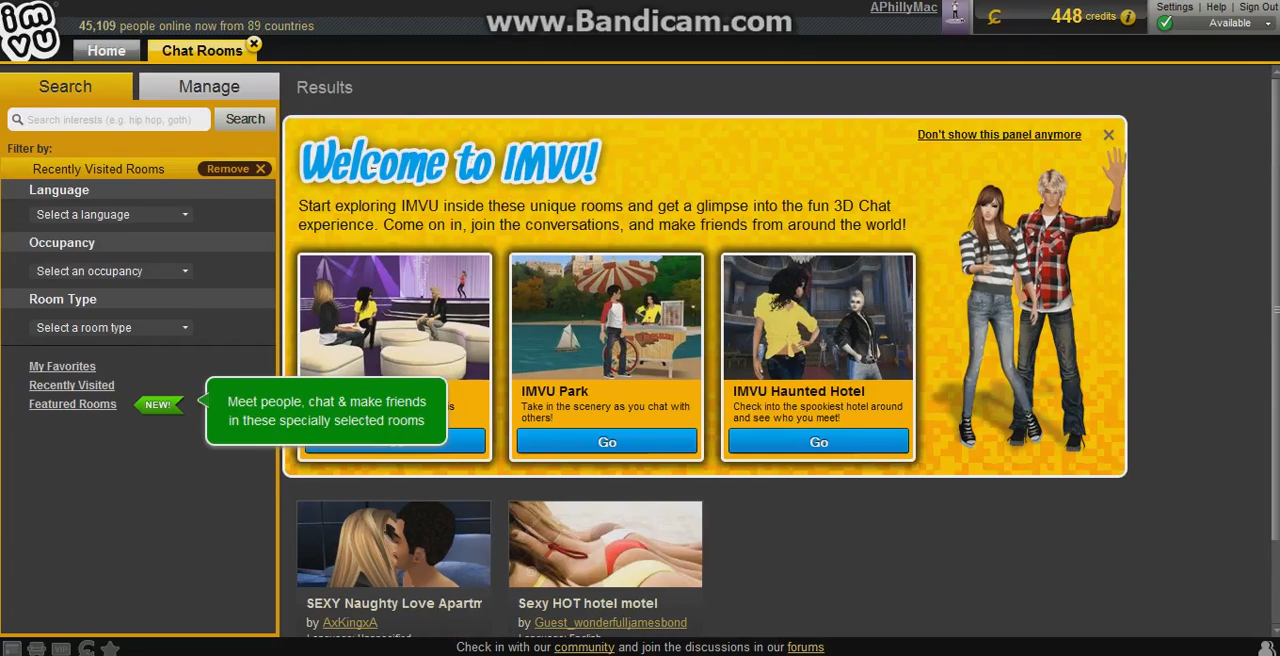 www.Bandicam.com
imvu
45,109 people online now from 89 countries
APhillyMac
448 credits
Settings | Help | Sign Out
Available
Home
Chat Rooms
Search
Manage
Results
Search interests (e.g. hip hop, goth)
Search
Filter by:
Recently Visited Rooms
Remove X
Language
Select a language
Occupancy
Select an occupancy
Room Type
Select a room type
My Favorites
Recently Visited
Featured Rooms
NEW!
Meet people, chat & make friends
in these specially selected rooms
Don't show this panel anymore
Welcome to IMVU!
Start exploring IMVU inside these unique rooms and get a glimpse into the fun 3D Chat
experience. Come on in, join the conversations, and make friends from around the world!
IMVU Park
Take in the scenery as you chat with
others!
Go
IMVU Haunted Hotel
Check into the spookiest hotel around
and see who you meet!
Go
SEXY Naughty Love Apartm
by AxKingxA
Language: Unspecified
Sexy HOT hotel motel
by Guest_wonderfulljamesbond
Language: English
Check in with our community and join the discussions in our forums